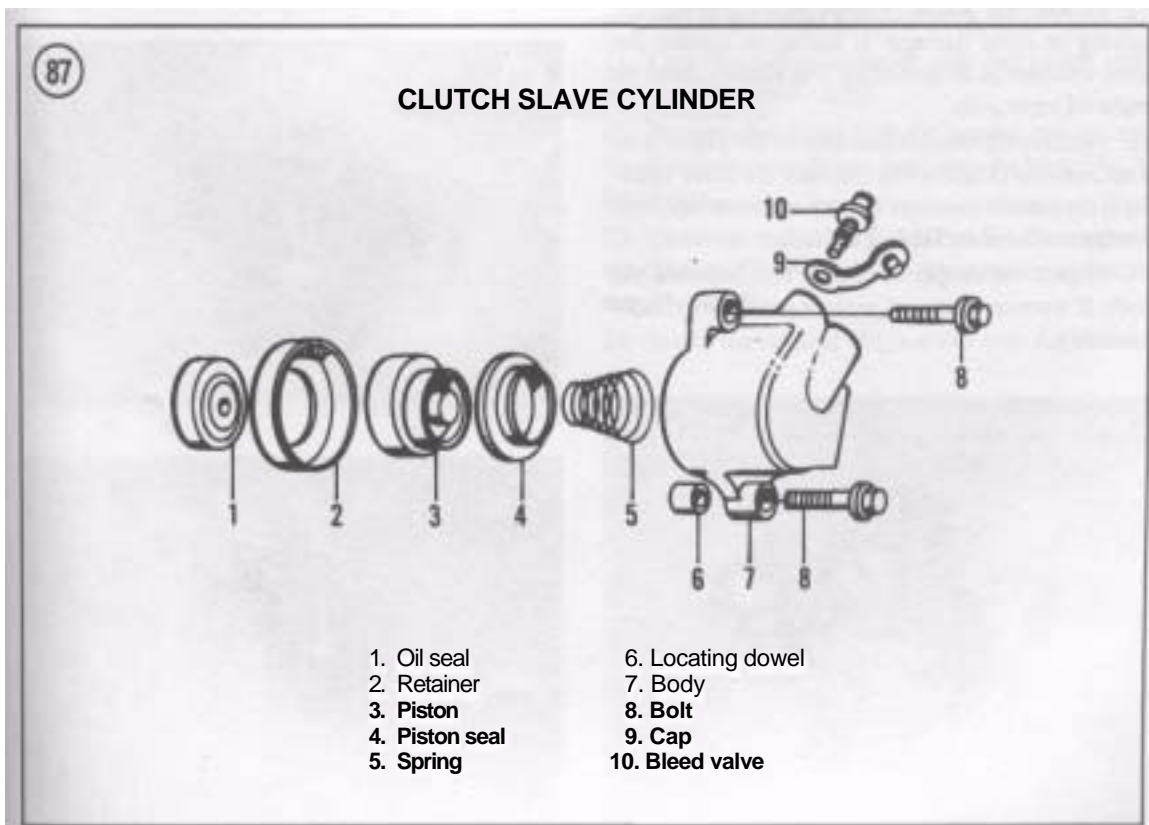 87
CLUTCH SLAVE CYLINDER
10
9
8
1
2
3
4
5
6
7
8
1. Oil seal
2. Retainer
3. Piston
4. Piston seal
5. Spring
6. Locating dowel
7. Body
8. Bolt
9. Cap
10. Bleed valve